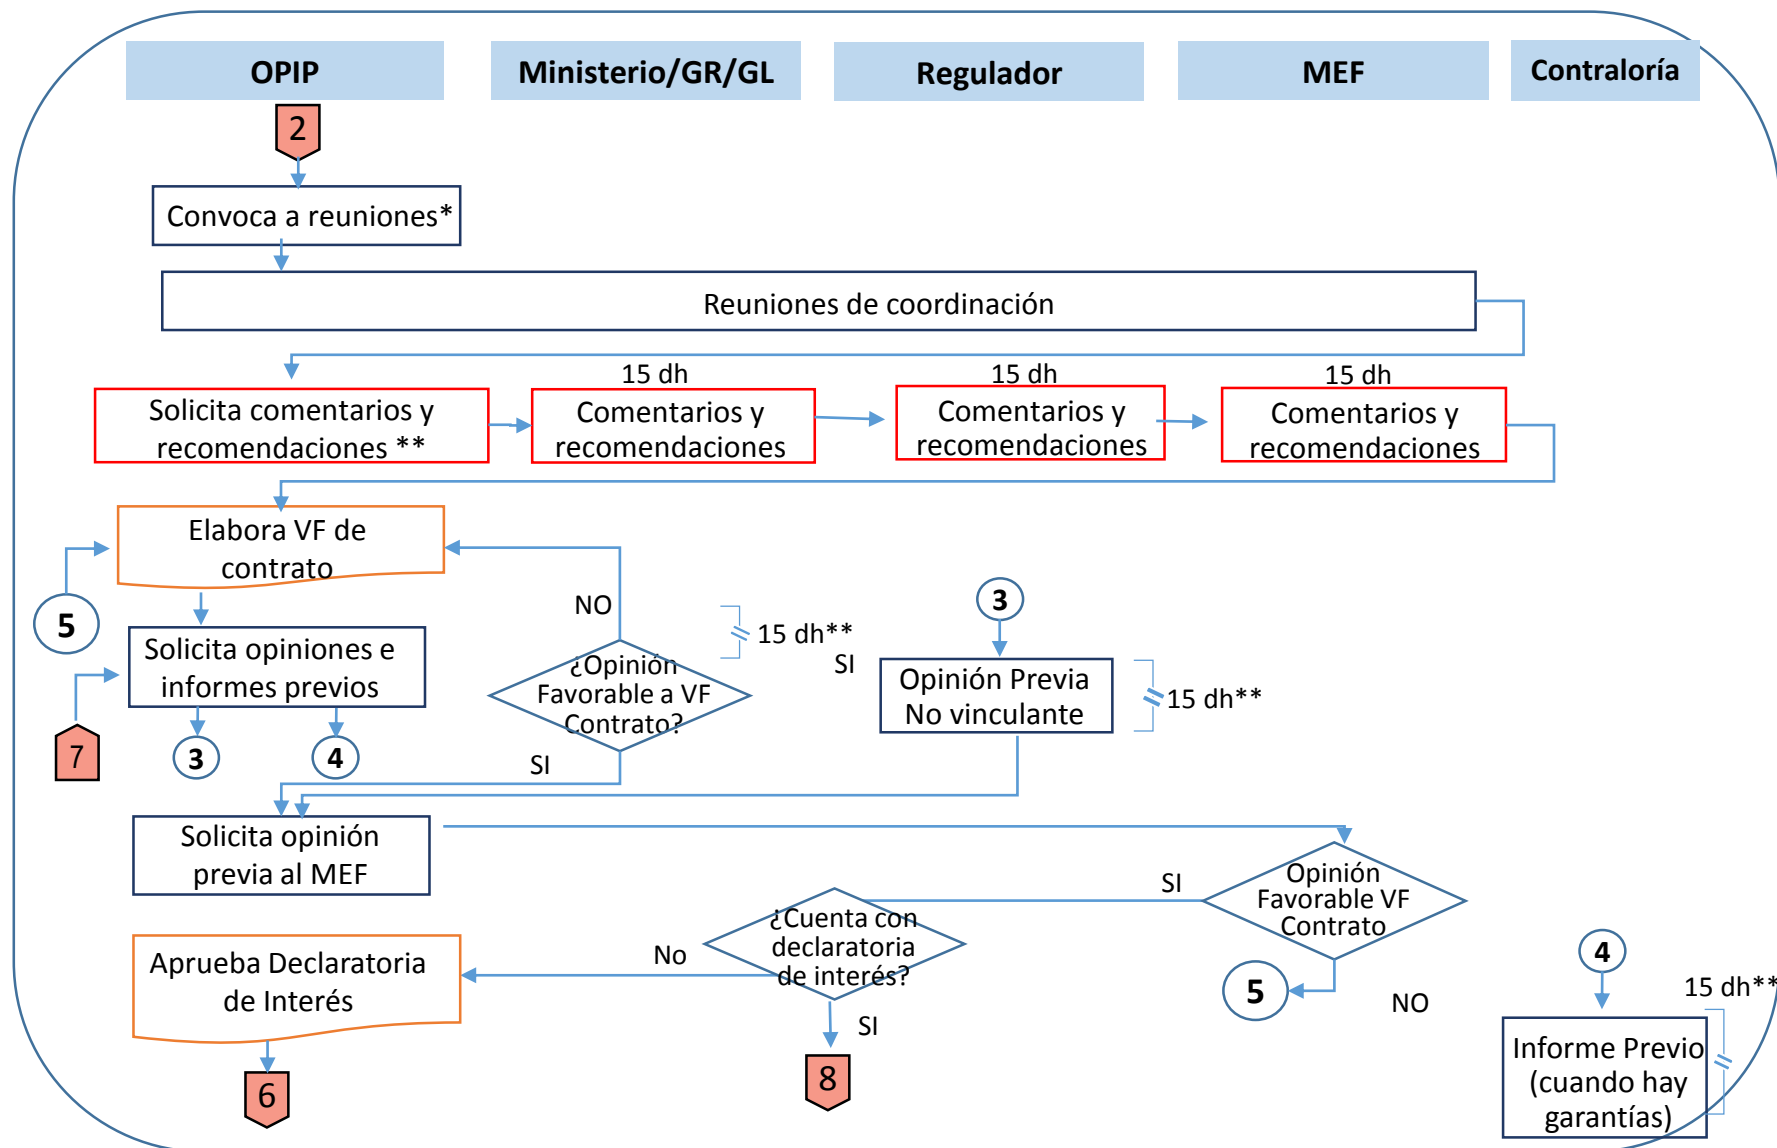 OPIP
Ministerio/GR/GL
Regulador
MEF
Contraloría
2
Convoca a reuniones*
Reuniones de coordinación
15 dh
15 dh
15 dh
Solicita comentarios y
recomendaciones **
Comentarios y
recomendaciones
Comentarios y
recomendaciones
Comentarios y
recomendaciones
Elabora VF de
contrato
5
NO
15 dh**
3
Solicita opiniones e
informes previos
¿Opinión
Favorable a VF
Contrato?
SI
Opinión Previa
No vinculante
15 dh**
7
3
4
SI
Solicita opinión
previa al MEF
SI
Opinión
Favorable VF
Contrato
¿Cuenta con
declaratoria
de interés?
No
Aprueba Declaratoria
de Interés
5
NO
4
15 dh**
SI
Informe Previo
(cuando hay
garantías)
6
8